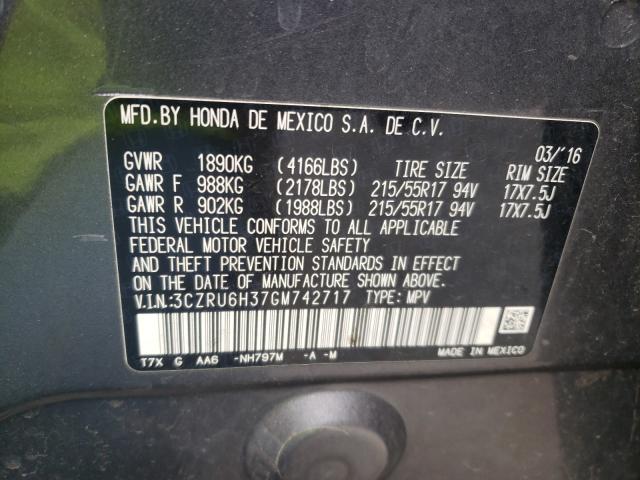 MFD.BY HONDA DE MEXICO S.A. DE C.V.
03/'16
GVWR 1890KG (4166LBS) TIRE SIZE RIM SIZE
GAWR F 988KG (2178LBS) 215/55R17 94V 17X7.5J
GAWR R 902KG (1988LBS) 215/55R17 94V 17X7.5J
THIS VEHICLE CONFORMS TO ALL APPLICABLE
FEDERAL MOTOR VEHICLE SAFETY
AND THEFT PREVENTION STANDARDS IN EFFECT
ON THE DATE OF MANUFACTURE SHOWN ABOVE.
V.I.N.:3CZRU6H37GM742717 TYPE: MPV
T7X G AA6 -NH797M -A -M
MADE IN MEXICO